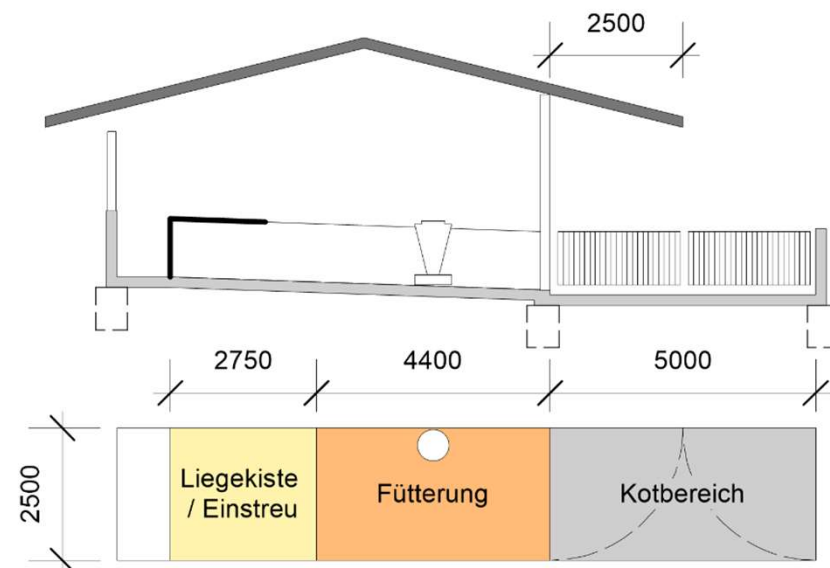 2500
2750
4400
5000
2500
Liegekiste
/ Einstreu
Fütterung
Kotbereich